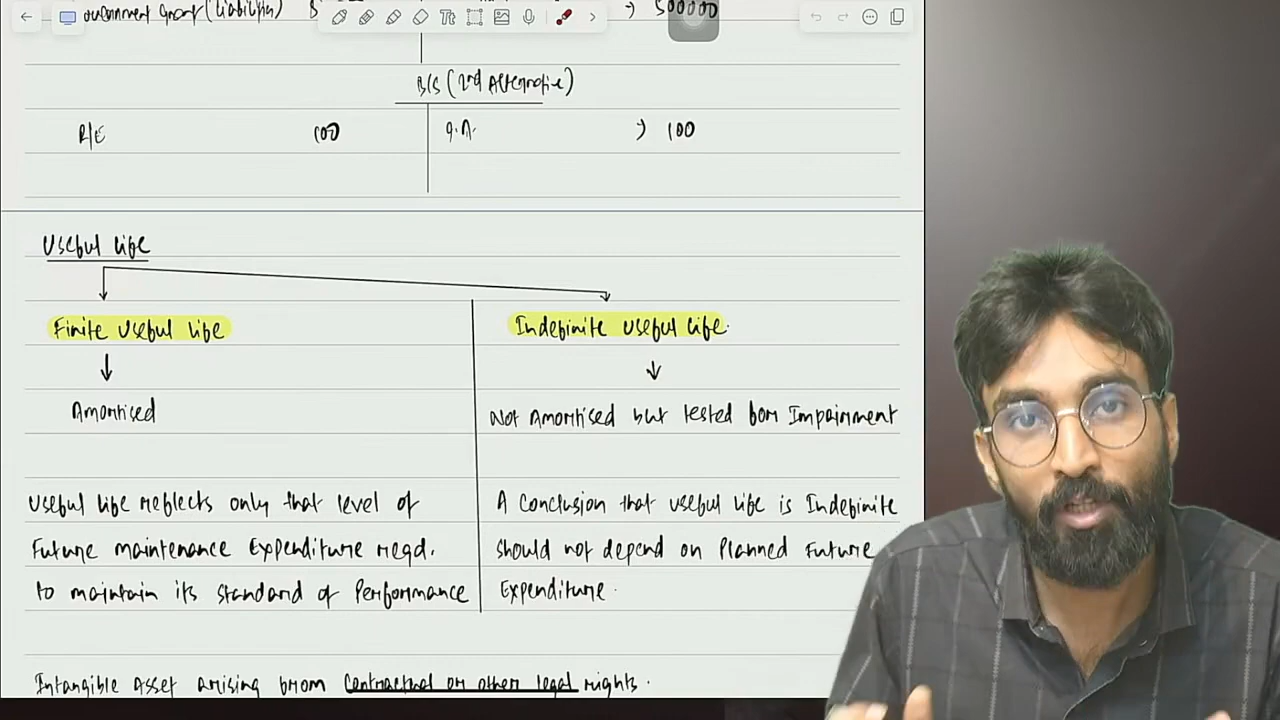 Government Grant (Liabilities)
500000
B/S (2nd Alternative)
R/E 100 G.A. → 100
Useful life
Finite useful life
Indefinite useful life.
Amortised
Not Amortised but tested for Impairment
Useful life reflects only that level of
future maintenance Expenditure reqd.
to maintain its standard of Performance
A Conclusion that useful life is Indefinite
should not depend on Planned Future
Expenditure.
Intangible Asset arising from Contractual or other legal rights.